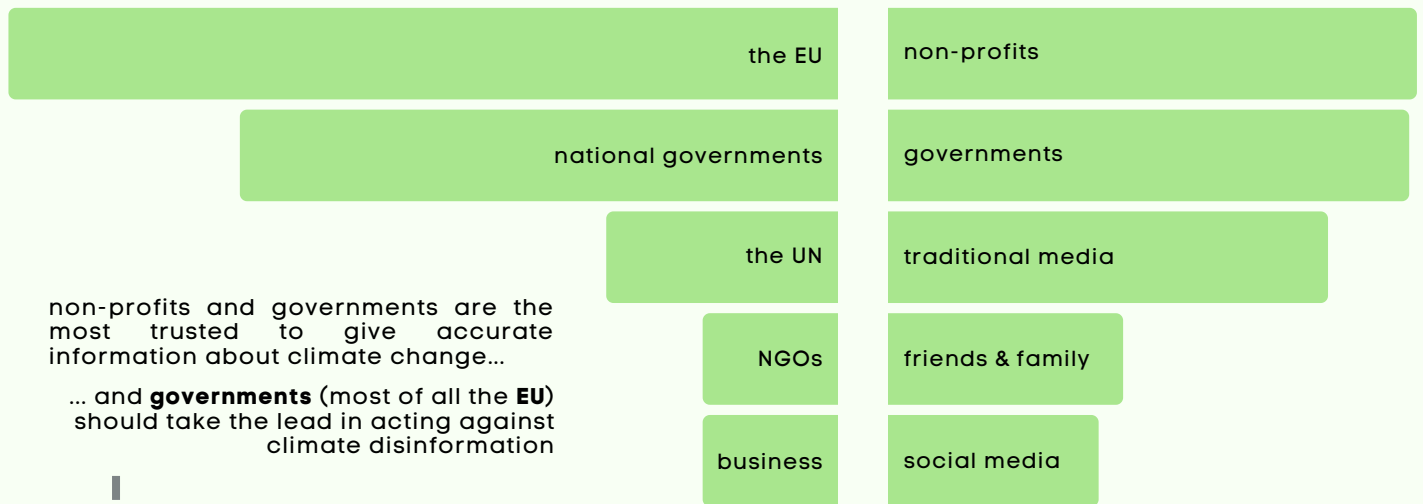 the EU
national governments
the UN
NGOs
business
non-profits
governments
traditional media
friends & family
social media
non-profits and governments are the
most trusted to give accurate
information about climate change...
... and governments (most of all the EU)
should take the lead in acting against
climate disinformation